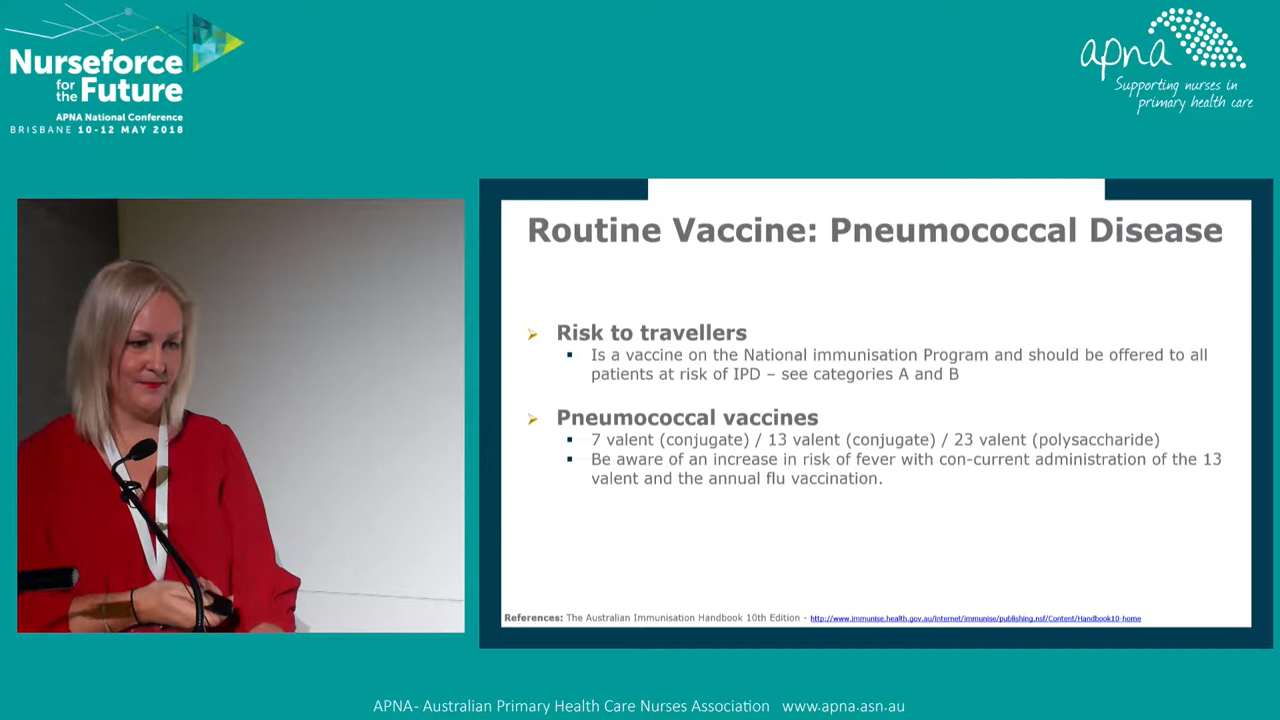 Nurseforce
for the
Future
APNA National Conference
BRISBANE 10-12 MAY 2018
apna
Supporting nurses in
primary health care
Routine Vaccine: Pneumococcal Disease
Risk to travellers
Is a vaccine on the National immunisation Program and should be offered to all
patients at risk of IPD – see categories A and B
Pneumococcal vaccines
7 valent (conjugate) / 13 valent (conjugate) / 23 valent (polysaccharide)
Be aware of an increase in risk of fever with con-current administration of the 13
valent and the annual flu vaccination.
References: The Australian Immunisation Handbook 10th Edition - http://www.immunise.health.gov.au/internet/immunise/publishing.nsf/Content/Handbook10-home
APNA- Australian Primary Health Care Nurses Association www.apna.asn.au